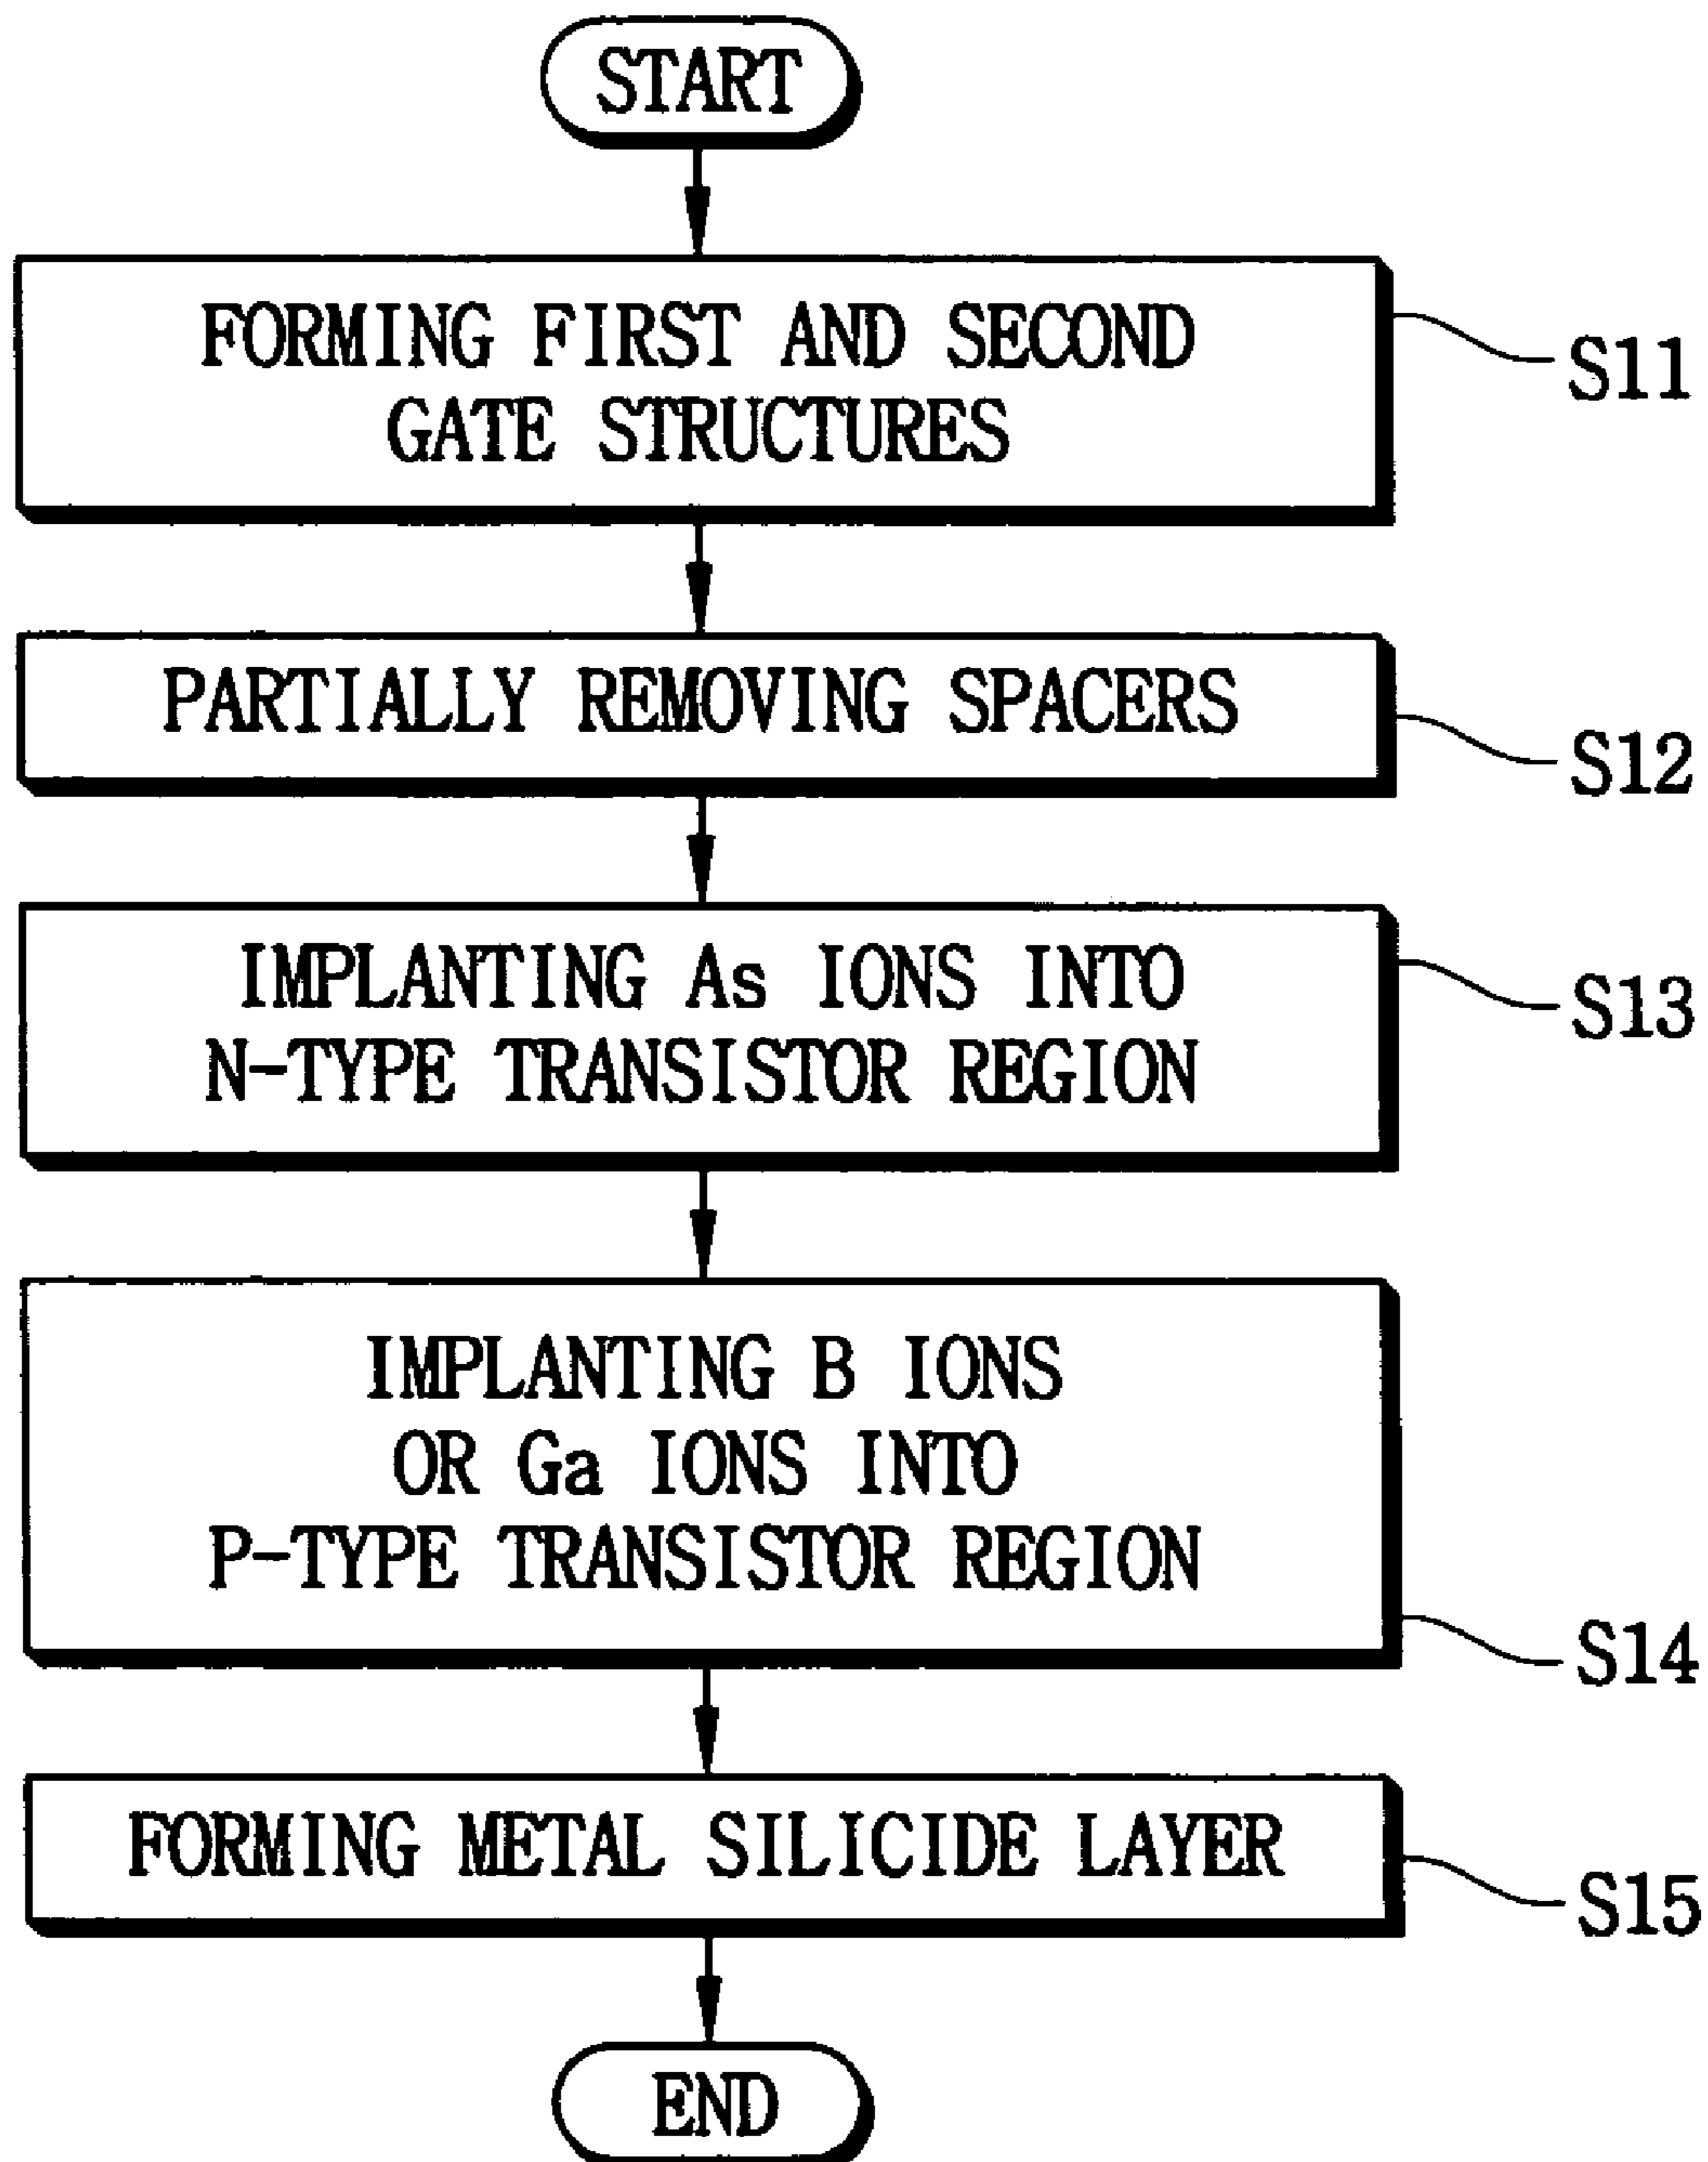 START
FORMING FIRST AND SECOND
GATE STRUCTURES
S11
PARTIALLY REMOVING SPACERS
S12
IMPLANTING As IONS INTO
N-TYPE TRANSISTOR REGION
S13
IMPLANTING B IONS
OR Ga IONS INTO
P-TYPE TRANSISTOR REGION
S14
FORMING METAL SILICIDE LAYER
S15
END